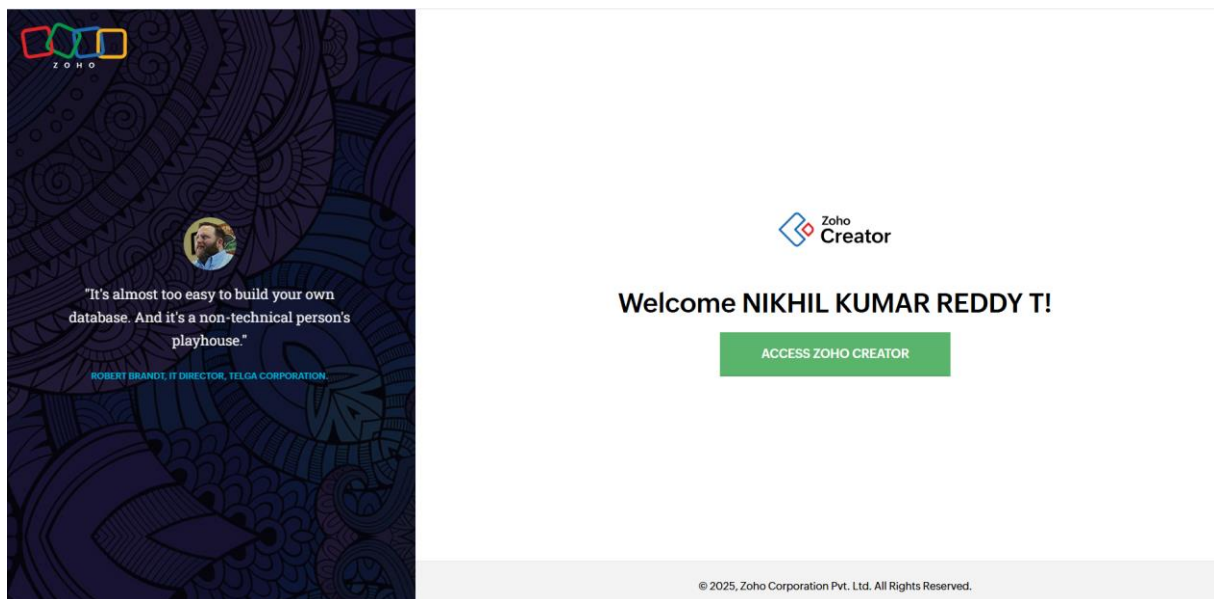 ZOHO
"It's almost too easy to build your own
database. And it's a non-technical person's
playhouse."
ROBERT BRANDT, IT DIRECTOR, TELGA CORPORATION.
Zoho
Creator
Welcome NIKHIL KUMAR REDDY T!
ACCESS ZOHO CREATOR
© 2025, Zoho Corporation Pvt. Ltd. All Rights Reserved.